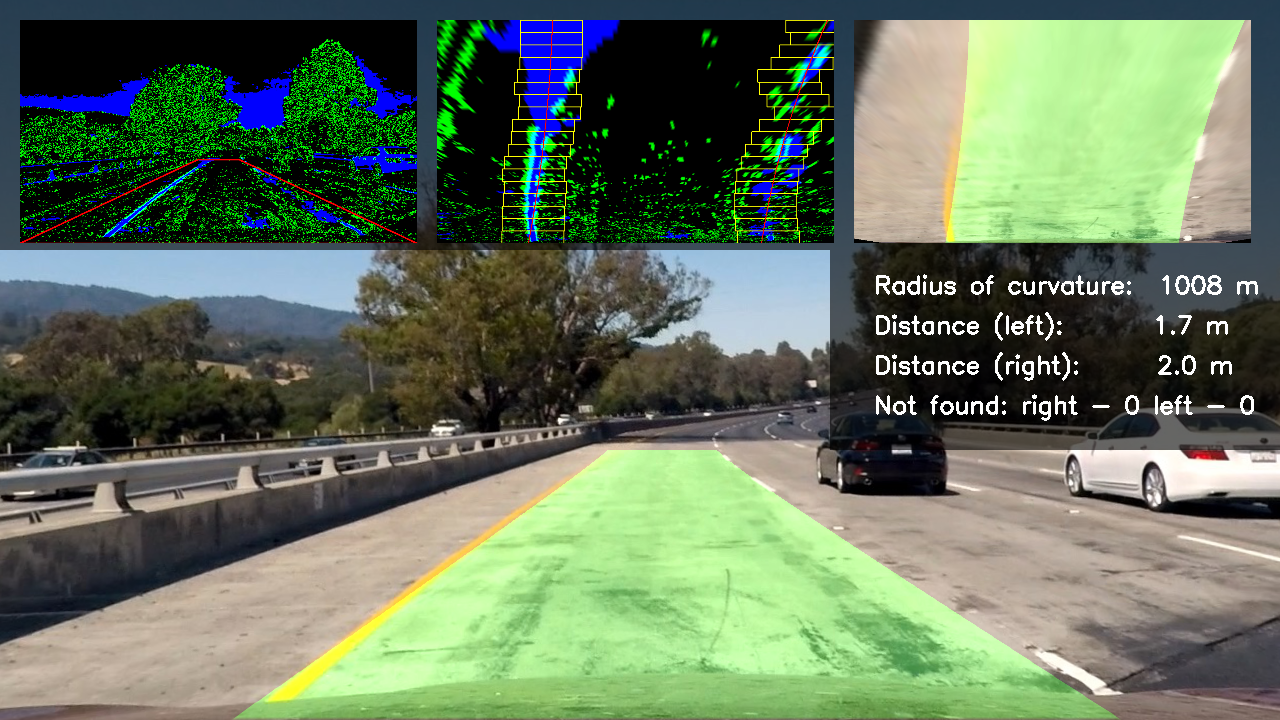 Radius of curvature: 1008 m
Distance (left): 1.7 m
Distance (right): 2.0 m
Not found: right – 0 left – 0